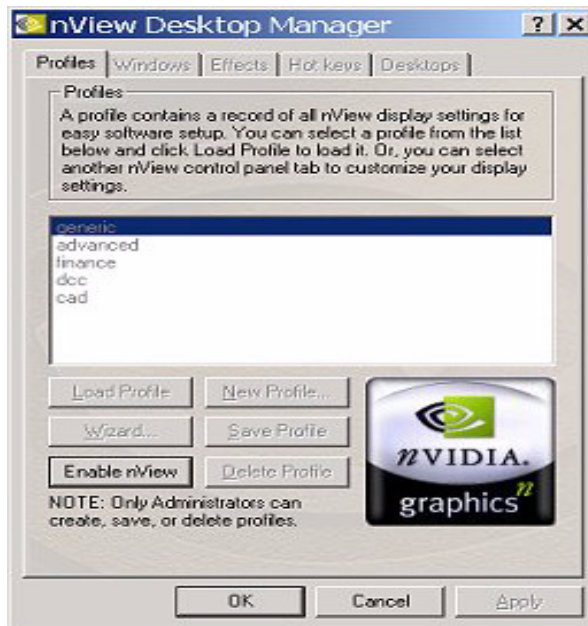 nView Desktop Manager
Profiles Windows Effects Hot keys Desktops
Profiles
A profile contains a record of all nView display settings for
easy software setup. You can select a profile from the list
below and click Load Profile to load it. Or, you can select
another nView control panel tab to customize your display
settings.
generic
advanced
finance
dcc
cad
Load Profile New Profile...
Wizard... Save Profile
Enable nView Delete Profile
NOTE: Only Administrators can
create, save, or delete profiles.
nVIDIA.
graphics n
OK Cancel Apply